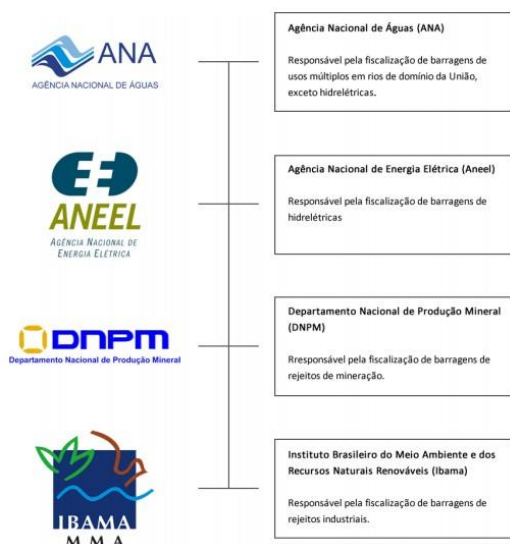 ANA
AGÊNCIA NACIONAL DE ÁGUAS
Agência Nacional de Águas (ANA)
Responsável pela fiscalização de barragens de
usos múltiplos em rios de domínio da União,
exceto hidrelétricas.
ANEEL
AGÊNCIA NACIONAL DE
ENERGIA ELÉTRICA
Agência Nacional de Energia Elétrica (Aneel)
Responsável pela fiscalização de barragens de
hidrelétricas
DNPM
Departamento Nacional de Produção Mineral
Departamento Nacional de Produção Mineral
(DNPM)
Rresponsável pela fiscalização de barragens de
rejeitos de mineração.
IBAMA
M M A
Instituto Brasileiro do Meio Ambiente e dos
Recursos Naturais Renováveis (Ibama)
Responsável pela fiscalização de barragens de
rejeitos industriais.